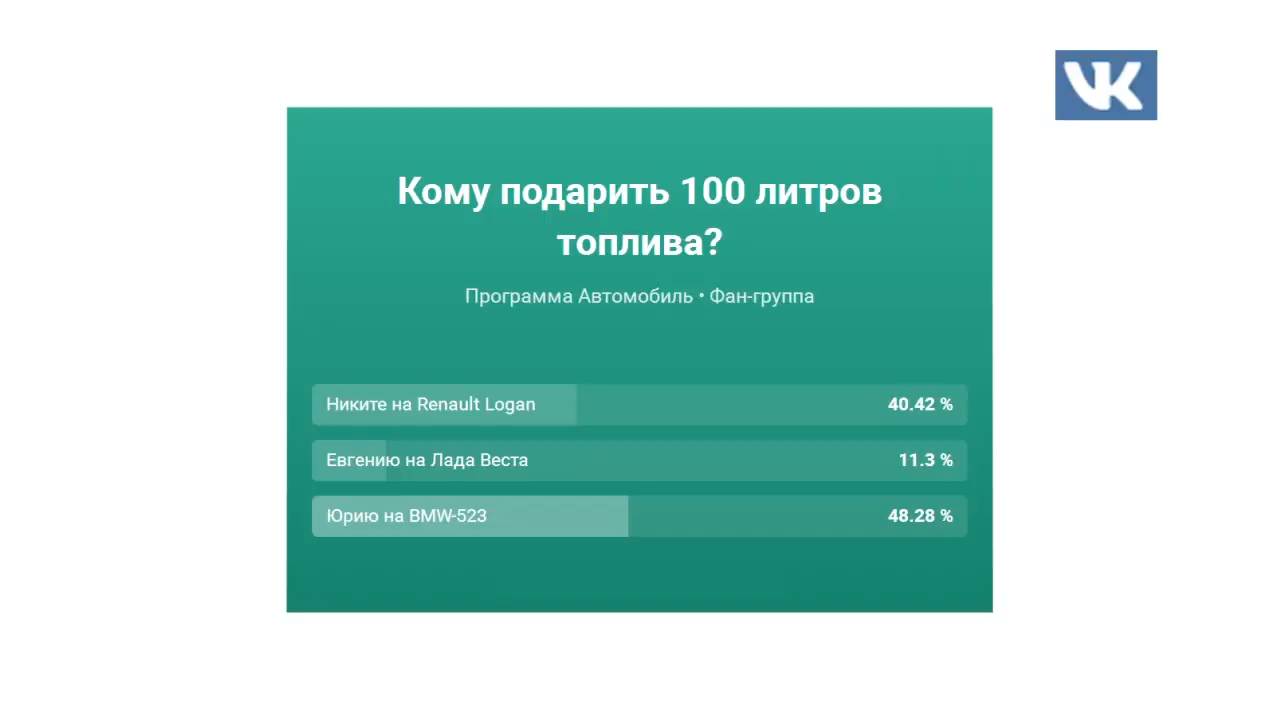 VK
Кому подарить 100 литров
топлива?
Программа Автомобиль • Фан-группа
Никите на Renault Logan 40.42 %
Евгению на Лада Веста 11.3 %
Юрию на BMW-523 48.28 %